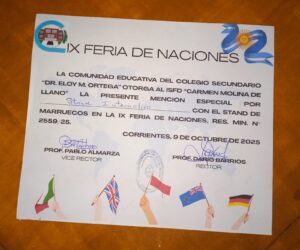 IX FERIA DE NACIONES
LA COMUNIDAD EDUCATIVA DEL COLEGIO SECUNDARIO
"DR. ELOY M. ORTEGA" OTORGA AL ISFD "CARMEN MOLINA DE
LLANO" LA PRESENTE MENCION ESPECIAL POR
CON EL STAND DE
MARRUECOS EN LA IX FERIA DE NACIONES, RES. MIN. N°
2559-25.
CORRIENTES, 9 DE OCTUBRE DE 2025
PROF. PABLO ALMARZA
VICE RECTOR
PROF. DARIO BARRIOS
RECTOR